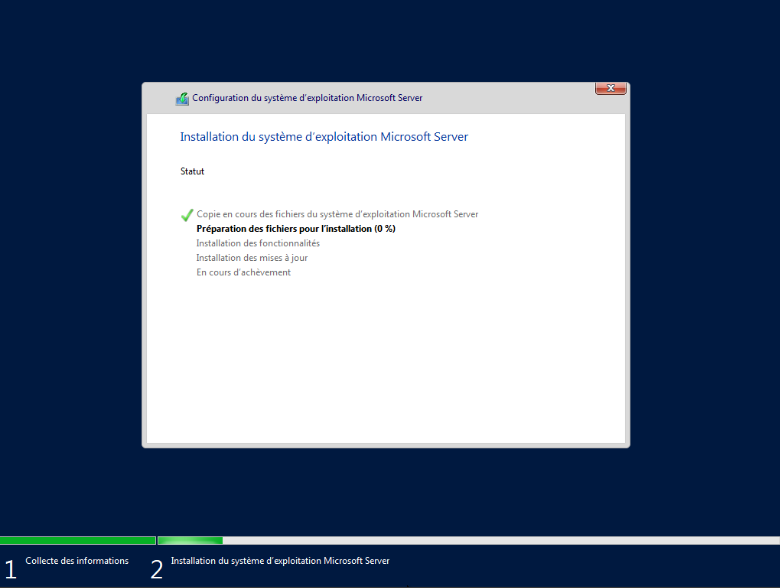 Configuration du système d'exploitation Microsoft Server
Installation du système d'exploitation Microsoft Server
Statut
Copie en cours des fichiers du système d'exploitation Microsoft Server
Préparation des fichiers pour l'installation (0 %)
Installation des fonctionnalités
Installation des mises à jour
En cours d'achèvement
1 Collecte des informations
2 Installation du système d'exploitation Microsoft Server